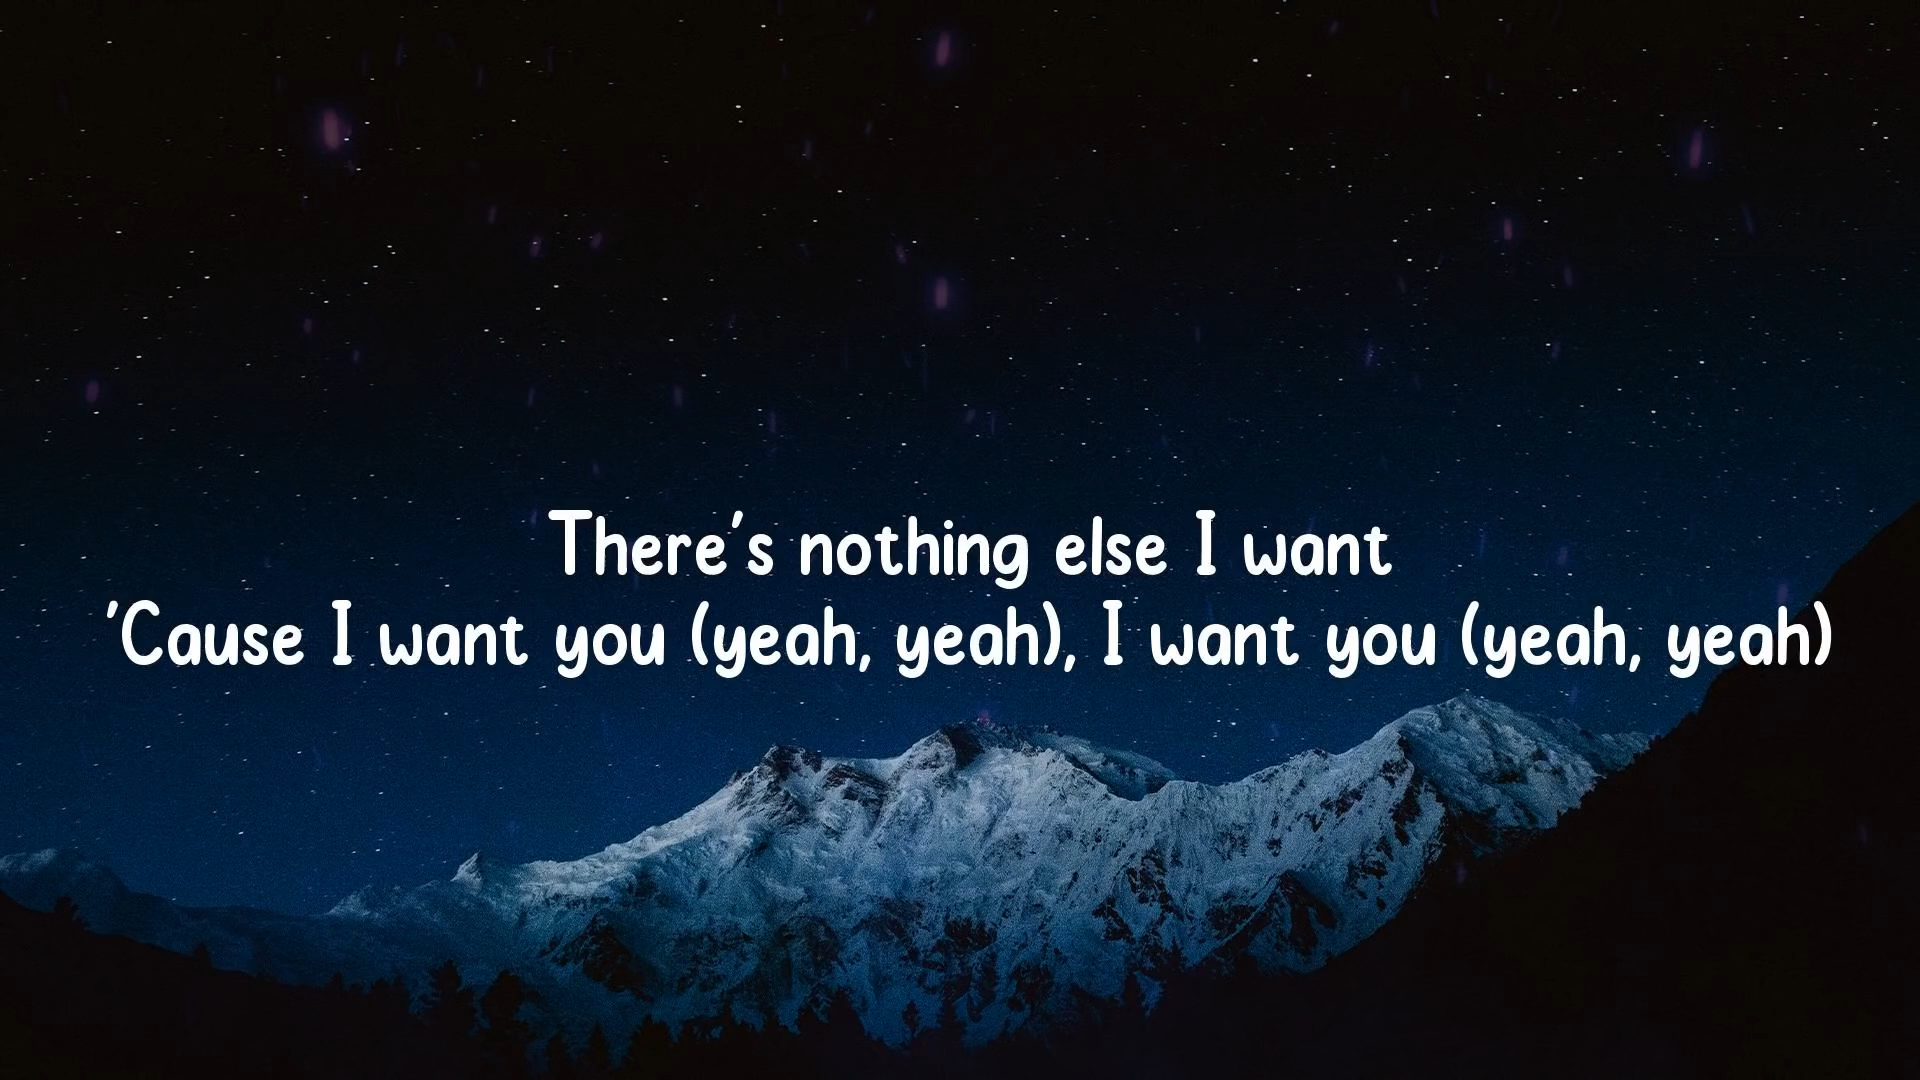 There's nothing else I want
'Cause I want you (yeah, yeah), I want you (yeah, yeah)